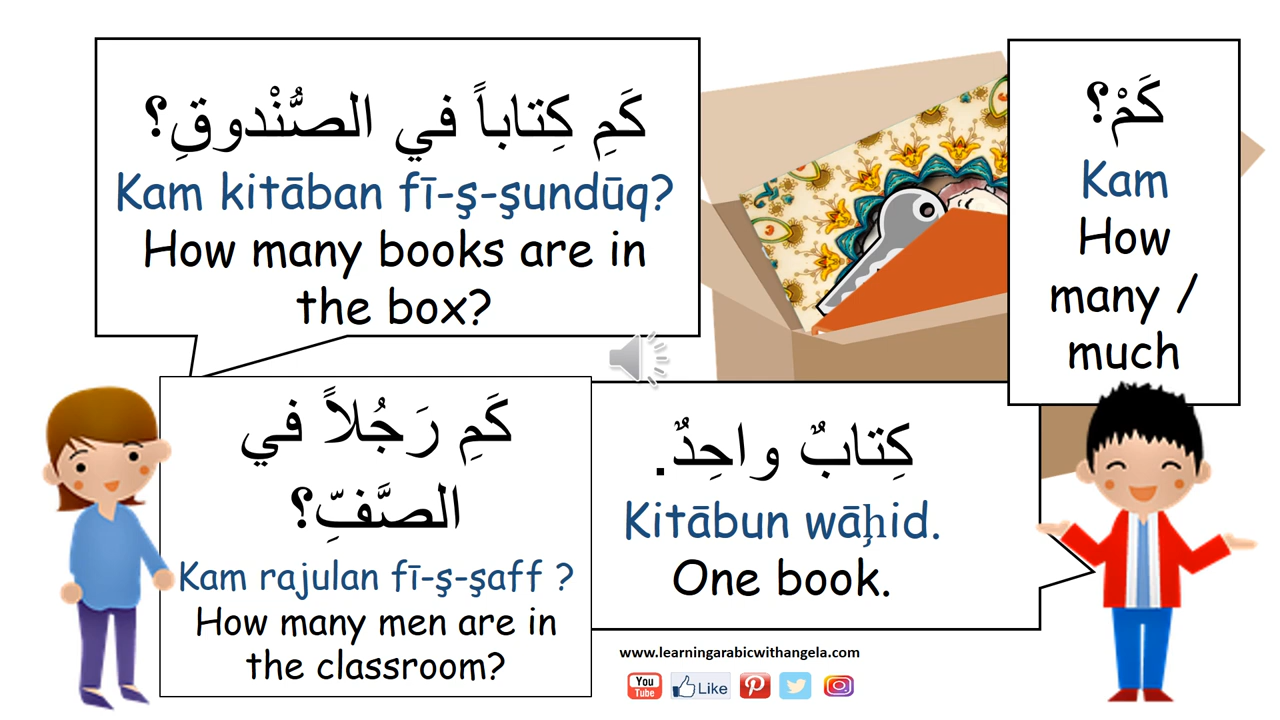 كَمِ كِتاباً في الصُّنْدوقِ؟
Kam kitāban fī-ş-şundūq?
How many books are in
the box?
كَمْ؟
Kam
How
many /
much
كَمِ رَجُلاً في
الصَّفِّ؟
Kam rajulan fī-ş-şaff ?
How many men are in
the classroom?
كِتابٌ واحِدٌ.
Kitābun wāḩid.
One book.
www.learningarabicwithangela.com
You
Tube
Like